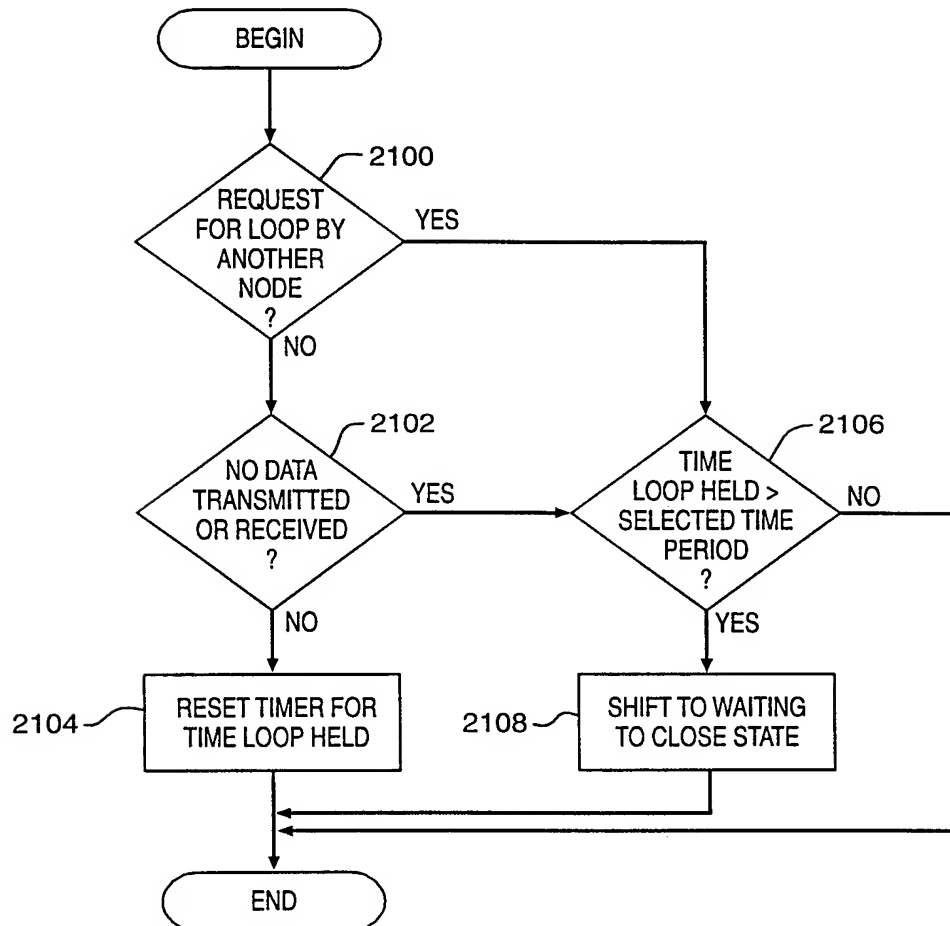 BEGIN
2100
REQUEST
FOR LOOP BY
ANOTHER
NODE
?
YES
NO
2102
NO DATA
TRANSMITTED
OR RECEIVED
?
YES
NO
2106
TIME
LOOP HELD >
SELECTED TIME
PERIOD
?
NO
YES
2104
RESET TIMER FOR
TIME LOOP HELD
2108
SHIFT TO WAITING
TO CLOSE STATE
END